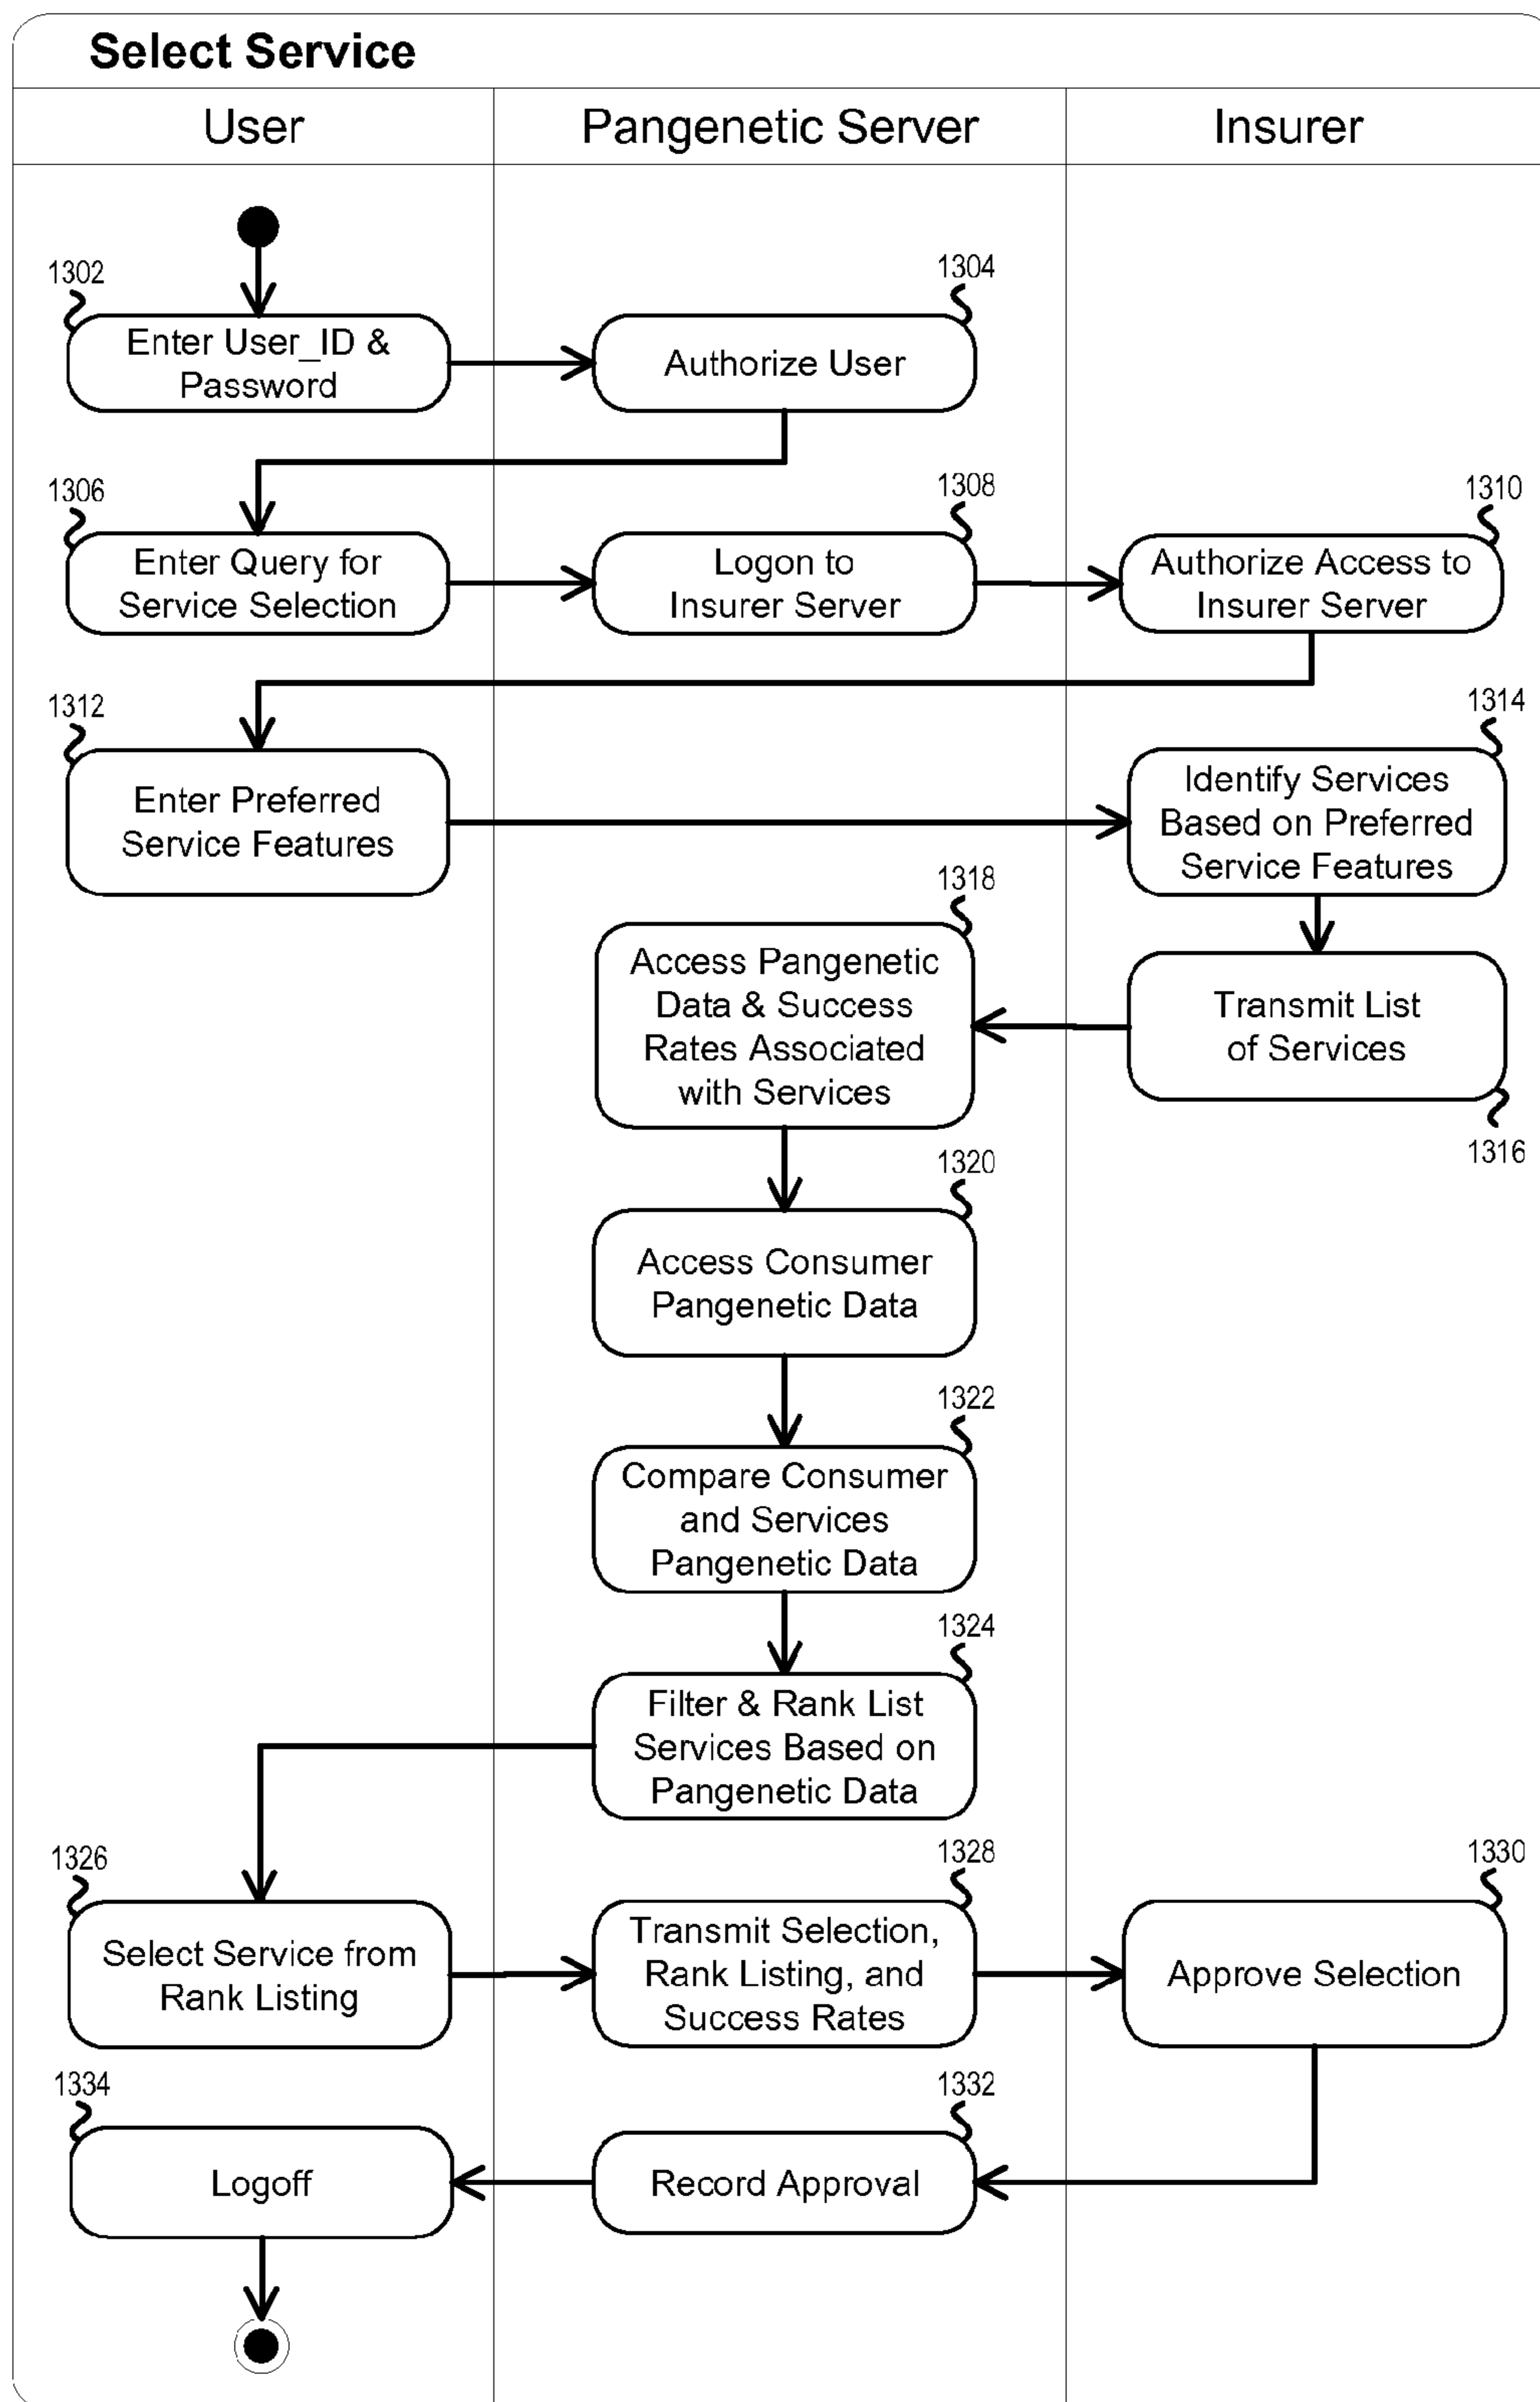 Select Service
User
Pangenetic Server
Insurer
1302
Enter User_ID &
Password
1304
Authorize User
1306
Enter Query for
Service Selection
1308
Logon to
Insurer Server
1310
Authorize Access to
Insurer Server
1312
Enter Preferred
Service Features
1314
Identify Services
Based on Preferred
Service Features
Transmit List
of Services
1316
1318
Access Pangenetic
Data & Success
Rates Associated
with Services
1320
Access Consumer
Pangenetic Data
1322
Compare Consumer
and Services
Pangenetic Data
1324
Filter & Rank List
Services Based on
Pangenetic Data
1326
Select Service from
Rank Listing
1328
Transmit Selection,
Rank Listing, and
Success Rates
1330
Approve Selection
1332
Record Approval
1334
Logoff